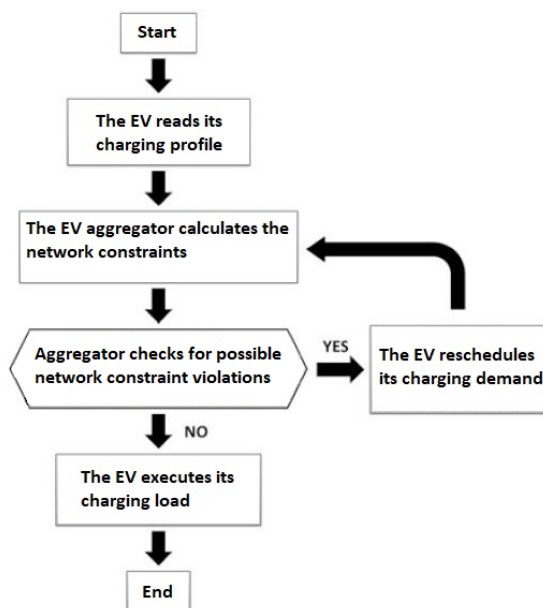 Start
The EV reads its
charging profile
The EV aggregator calculates the
network constraints
Aggregator checks for possible
network constraint violations
YES
The EV reschedules
its charging demand
NO
The EV executes its
charging load
End